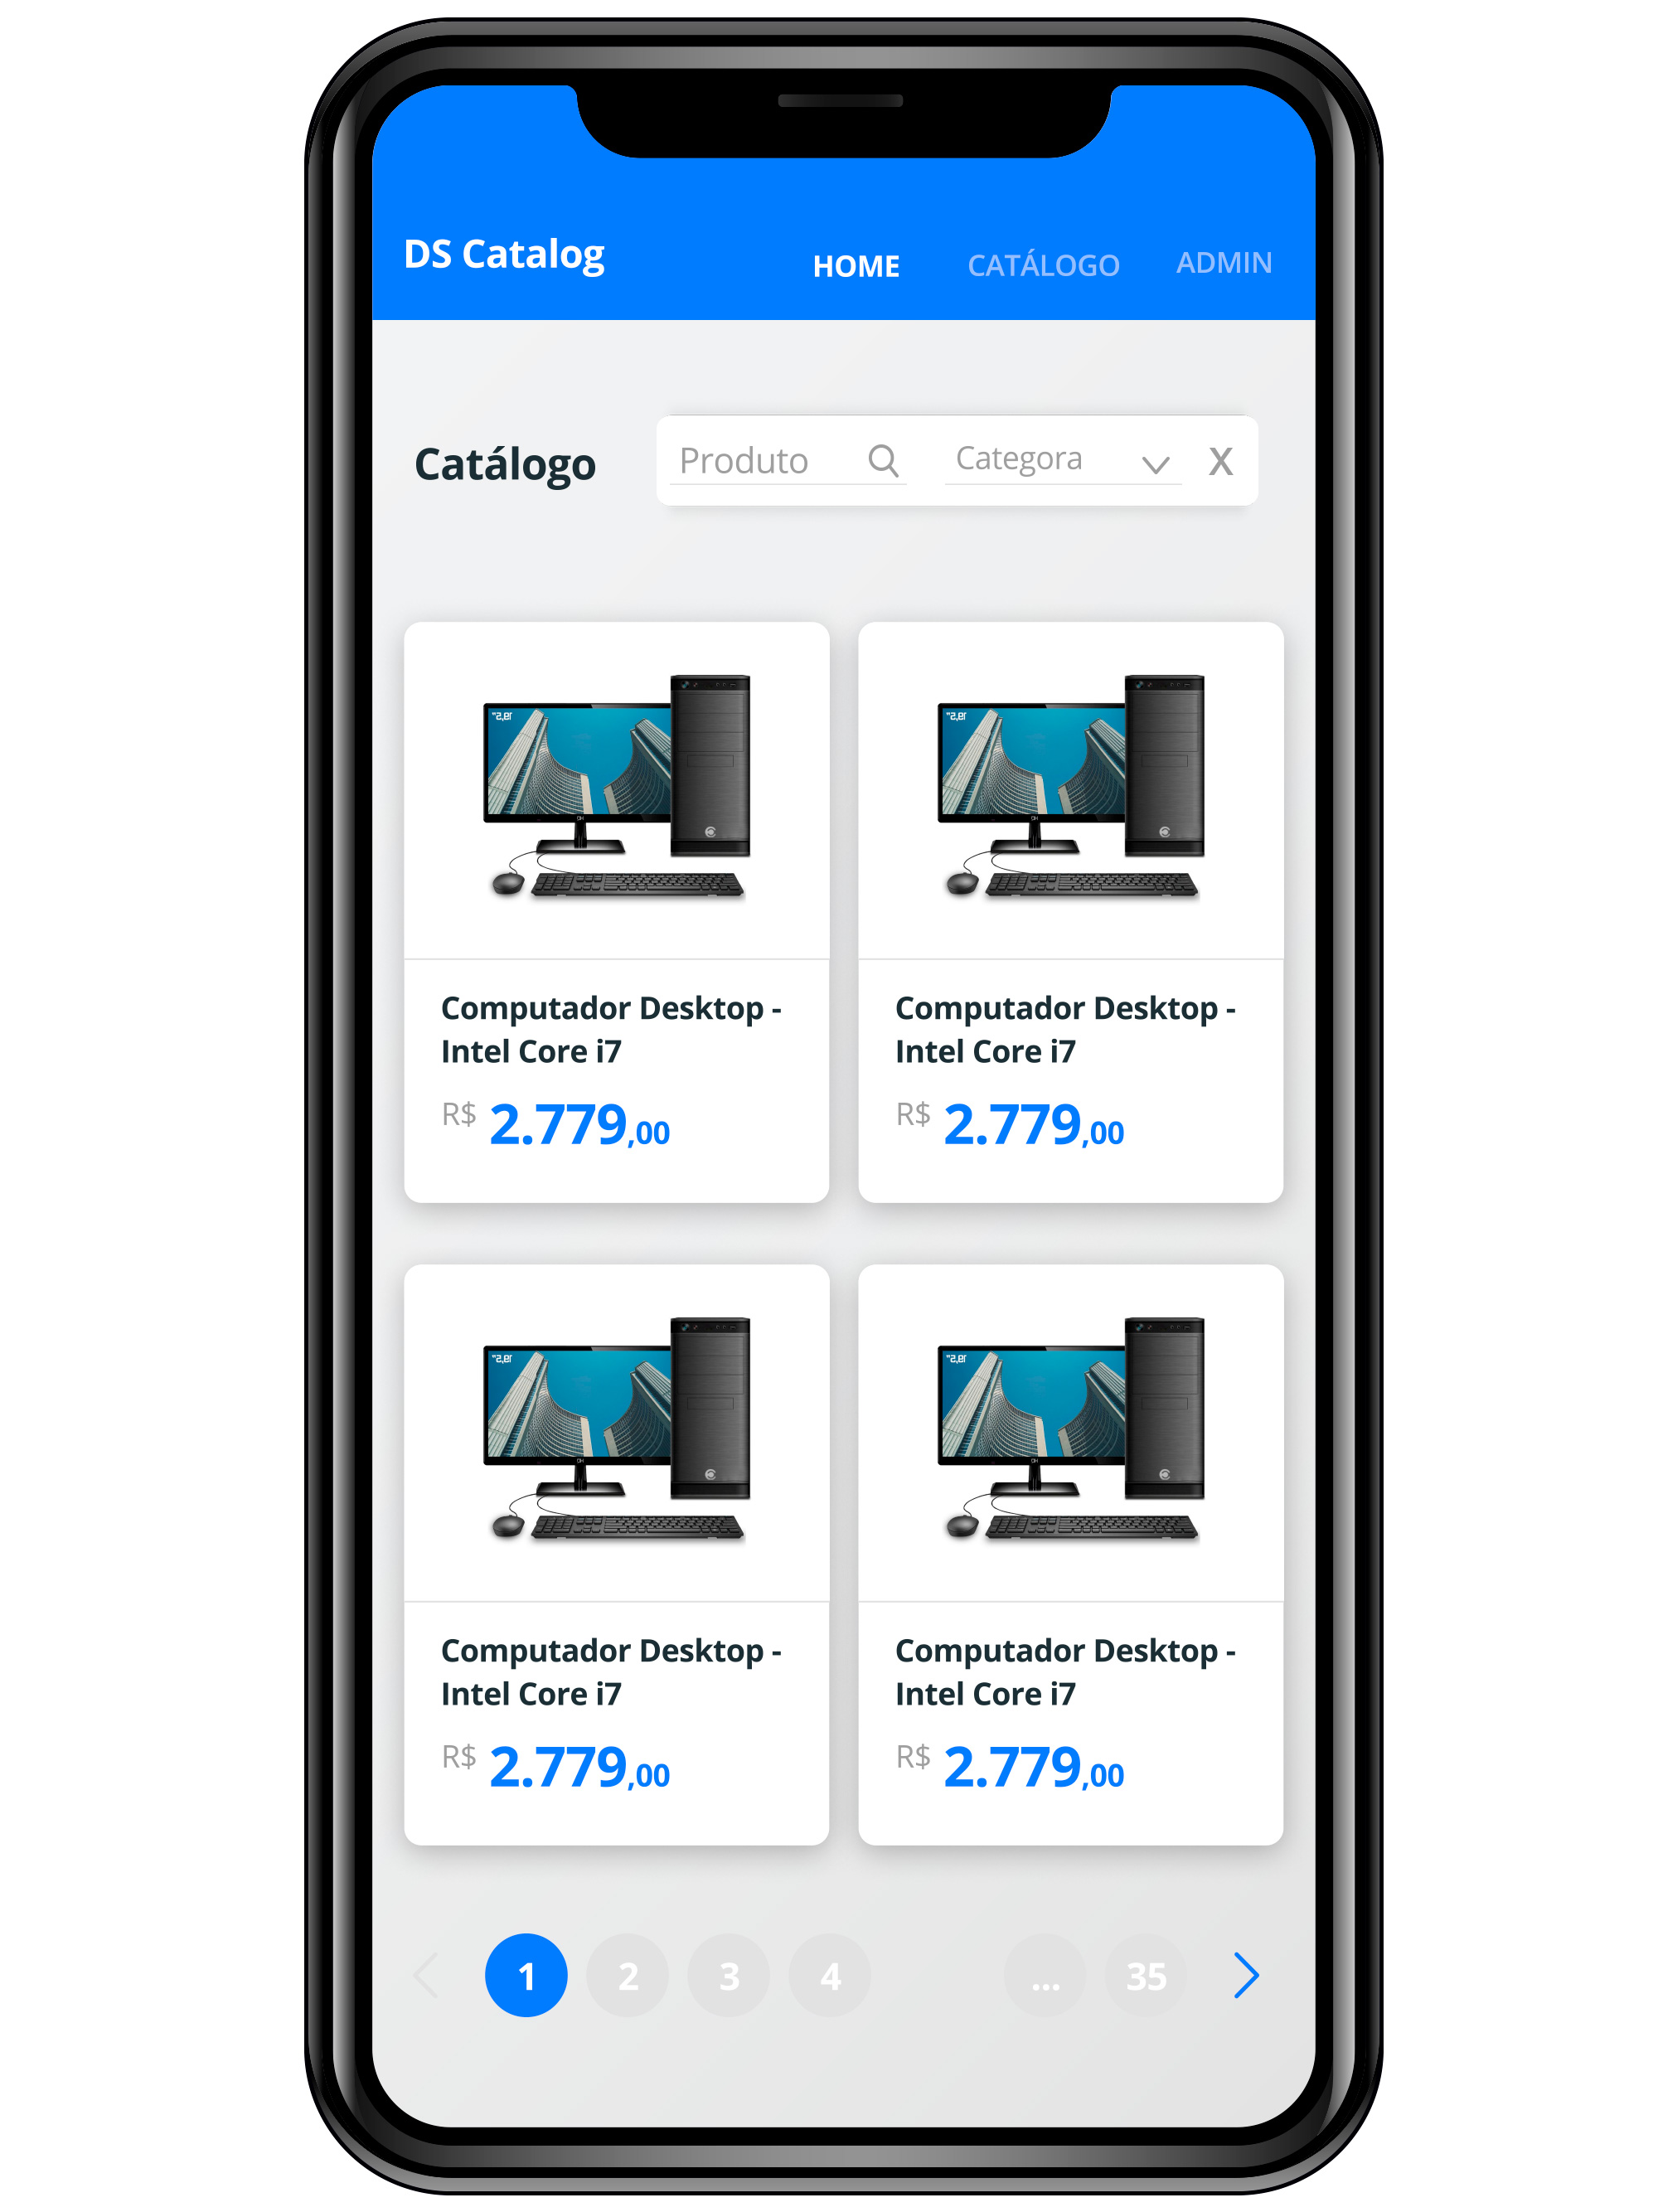 DS Catalog
HOME CATÁLOGO ADMIN
Catálogo
Produto Categora X
Computador Desktop -
Intel Core i7
R$ 2.779,00
Computador Desktop -
Intel Core i7
R$ 2.779,00
Computador Desktop -
Intel Core i7
R$ 2.779,00
Computador Desktop -
Intel Core i7
R$ 2.779,00
1 2 3 4 ... 35